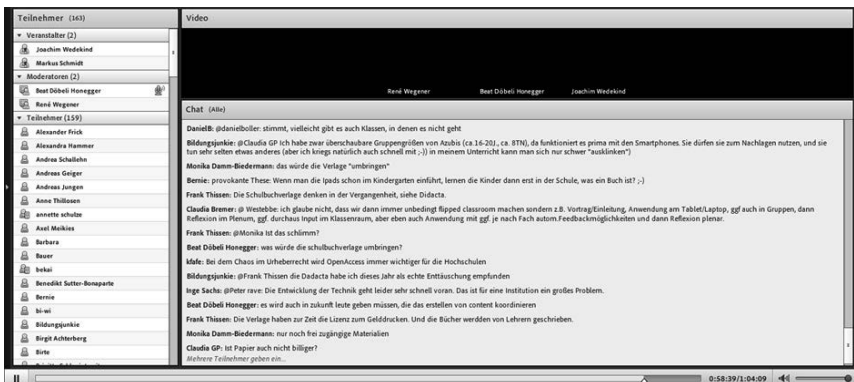 Teilnehmer (163)
Veranstalter (2)
Joachim Wedekind
Markus Schmidt
Moderatoren (2)
Beat Döbeli Honegger
René Wegener
Teilnehmer (159)
Alexander Frick
Alexandra Hammer
Andrea Schallehn
Andreas Geiger
Andreas Jungen
Anne Thillosen
annette schulze
Axel Meikies
Barbara
Bauer
bekai
Benedikt Sutter-Bonaparte
Bernie
bi-wi
Bildungsjunkie
Birgit Achterberg
Birte
Video
René Wegener
Beat Döbeli Honegger
Joachim Wedekind
Chat (Alle)
DanielB: @danielboller: stimmt, vielleicht gibt es auch Klassen, in denen es nicht geht
Bildungsjunkie: @Claudia GP Ich habe zwar überschaubare Gruppengrößen von Azubis (ca.16-20J., ca. 8TN), da funktioniert es prima mit den Smartphones. Sie dürfen sie zum Nachlagen nutzen, und sie
tun sehr selten etwas anderes (aber ich kriegs natürlich auch schnell mit ;-)) in meinem Unterricht kann man sich nur schwer "ausklinken")
Monika Damm-Biedermann: das würde die Verlage "umbringen"
Bernie: provokante These: Wenn man die Ipads schon im Kindergarten einführt, lernen die Kinder dann erst in der Schule, was ein Buch ist? ;-)
Frank Thissen: Die Schulbuchverlage denken in der Vergangenheit, siehe Didacta.
Claudia Bremer: @ Westebbe: ich glaube nicht, dass wir dann immer unbedingt flipped classroom machen sondern z.B. Vortrag/Einleitung, Anwendung am Tablet/Laptop, ggf auch in Gruppen, dann
Reflexion im Plenum, ggf. durchaus Input im Klassenraum, aber eben auch Anwendung mit ggf. je nach Fach autom.Feedbackmöglichkeiten und dann Reflexion plenar.
Frank Thissen: @Monika Ist das schlimm?
Beat Döbeli Honegger: was würde die schulbuchverlage umbringen?
kfafe: Bei dem Chaos im Urheberrecht wird OpenAccess immer wichtiger für die Hochschulen
Bildungsjunkie: @Frank Thissen die Dadacta habe ich dieses Jahr als echte Enttäuschung empfunden
Inge Sachs: @Peter rave: Die Entwicklung der Technik geht leider sehr schnell voran. Das ist für eine Institution ein großes Problem.
Beat Döbeli Honegger: es wird auch in zukunft leute geben müssen, die das erstellen von content koordinieren
Frank Thissen: Die Verlage haben zur Zeit die Lizenz zum Gelddrucken. Und die Bücher werdden von Lehrern geschrieben.
Monika Damm-Biedermann: nur noch frei zugängige Materialien
Claudia GP: Ist Papier auch nicht billiger?
Mehrere Teilnehmer geben ein...
0:58:39/1:04:09